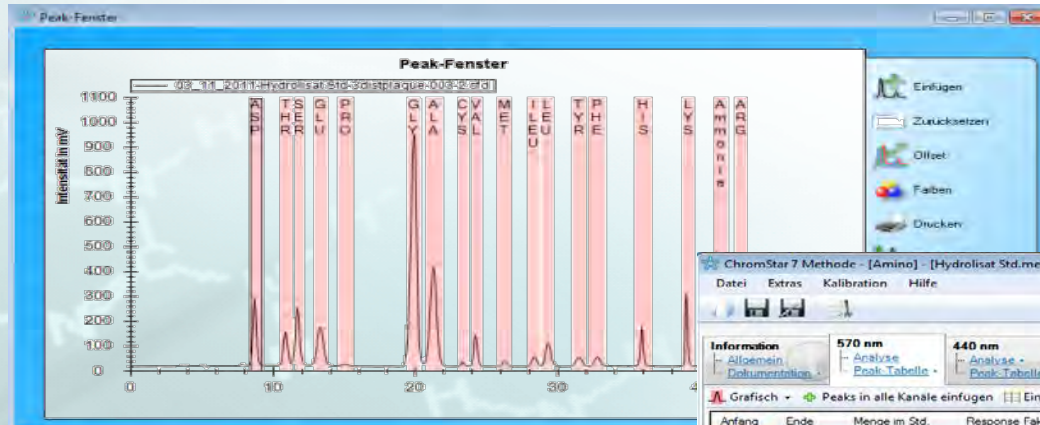 Peak-Fenster
Peak-Fenster
03_11_2011-Hydrolisat Std-3distplaque-003-2.sfd
Intensität in mV
1100
1000
900
800
700
600
500
400
300
200
100
0
0
10
20
30
ASP
THR
SER
GLU
PRO
GLY
ALA
CYS
VAL
MET
ILEU
LEU
TYR
PHE
HIS
LYS
ARG
Einfügen
Zurücksetzen
Offset
Farben
Drucken
ChromStar 7 Methode - [Amino] - [Hydrolisat Std.me
Datei Extras Kalibration Hilfe
Information
Allgemein
Dokumentation
570 nm
Analyse
Peak-Tabelle
440 nm
Analyse
Peak-Tabelle
Grafisch Peaks in alle Kanäle einfügen Ein
Anfang Ende Menge im Std. Response Fak